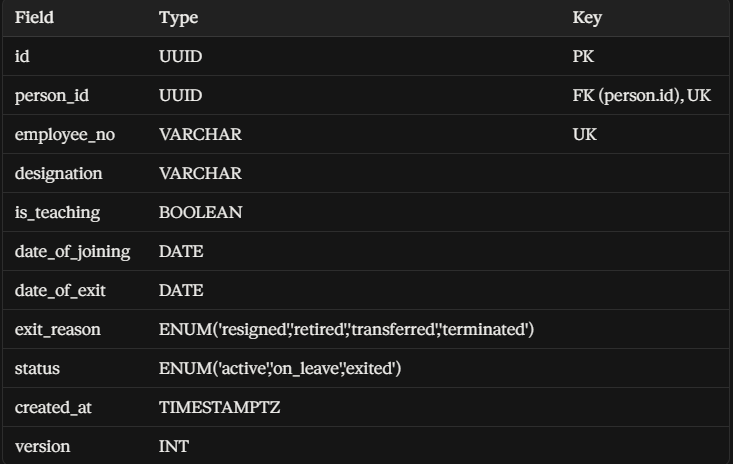 Field Type Key
id UUID PK
person_id UUID FK (person.id), UK
employee_no VARCHAR UK
designation VARCHAR
is_teaching BOOLEAN
date_of_joining DATE
date_of_exit DATE
exit_reason ENUM('resigned','retired','transferred','terminated')
status ENUM('active','on_leave','exited')
created_at TIMESTAMPTZ
version INT